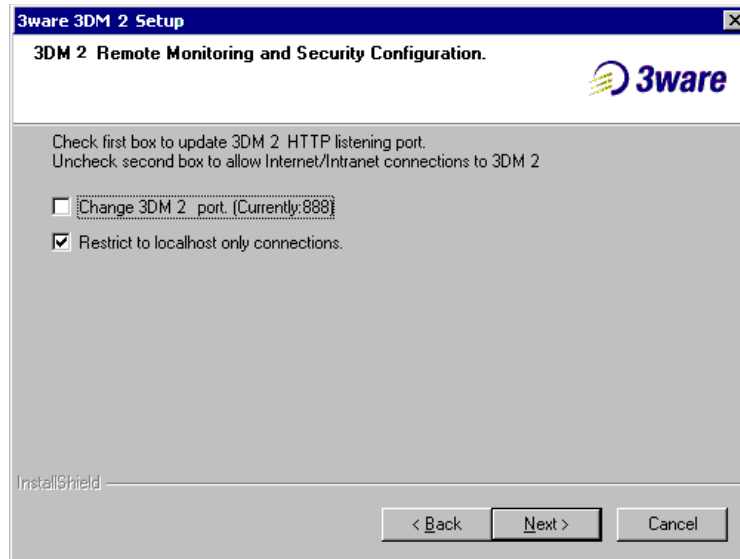 3ware 3DM 2 Setup
3DM 2 Remote Monitoring and Security Configuration.
3ware
Check first box to update 3DM 2 HTTP listening port.
Uncheck second box to allow Internet/Intranet connections to 3DM 2
Change 3DM 2 port. (Currently:888)
Restrict to localhost only connections.
InstallShield
< Back
Next >
Cancel